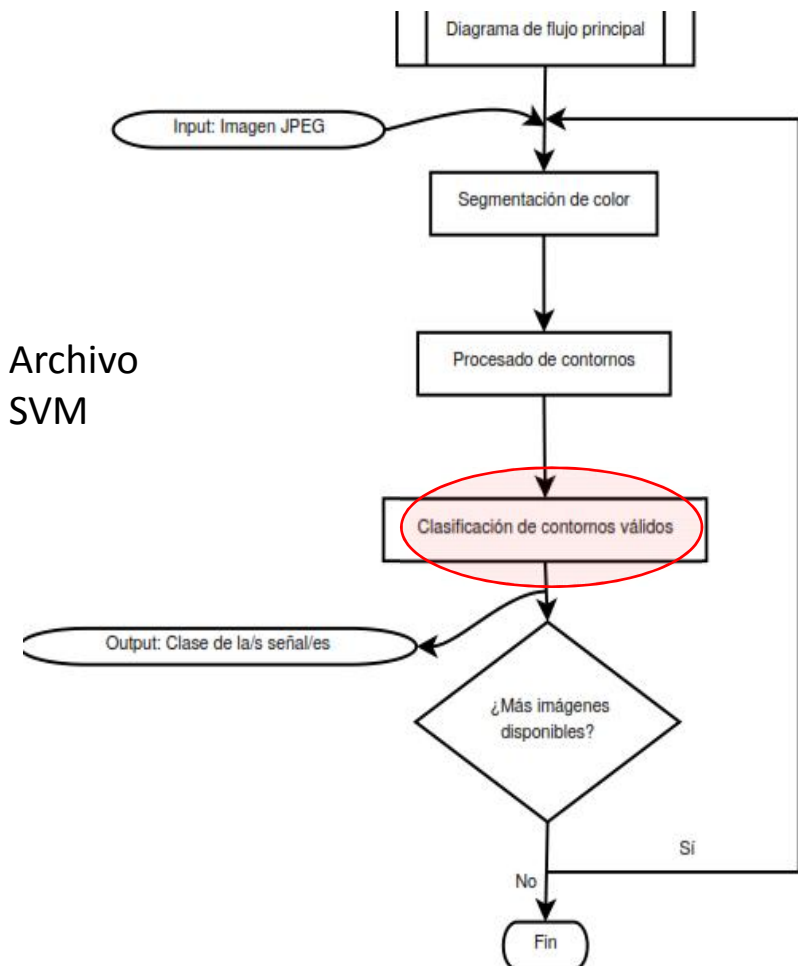 Diagrama de flujo principal
Input: Imagen JPEG
Segmentación de color
Archivo
SVM
Procesado de contornos
Clasificación de contornos válidos
Output: Clase de la/s señal/es
¿Más imágenes
disponibles?
Sí
No
Fin